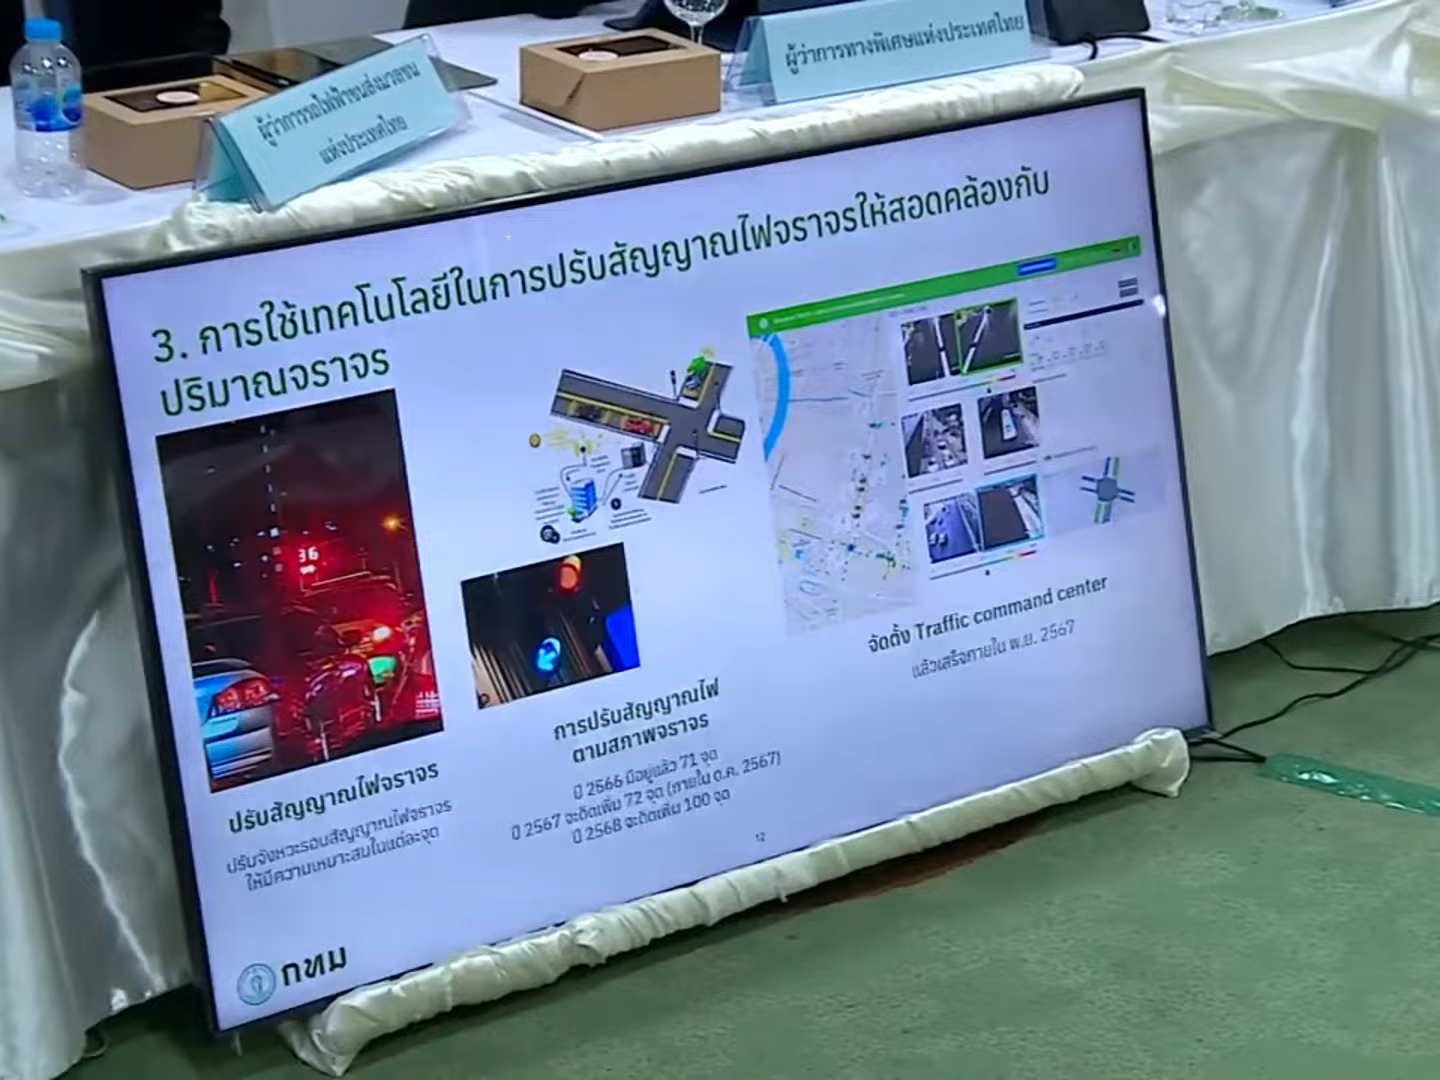 ผู้ว่าการรถไฟฟ้าขนส่งมวลชน
แห่งประเทศไทย
ผู้ว่าการทางพิเศษแห่งประเทศไทย
3. การใช้เทคโนโลยีในการปรับสัญญาณไฟจราจรให้สอดคล้องกับ
ปริมาณจราจร
36
ปรับสัญญาณไฟจราจร
ปรับจังหวะรอบสัญญาณไฟจราจร
ให้มีความเหมาะสมในแต่ละจุด
การปรับสัญญาณไฟ
ตามสภาพจราจร
ปี 2566 มีอยู่แล้ว 71 จุด
ปี 2567 จะติดเพิ่ม 72 จุด (ภายใน ต.ค. 2567)
ปี 2568 จะติดเพิ่ม 100 จุด
จัดตั้ง Traffic command center
แล้วเสร็จภายใน พ.ย. 2567
12
กทม